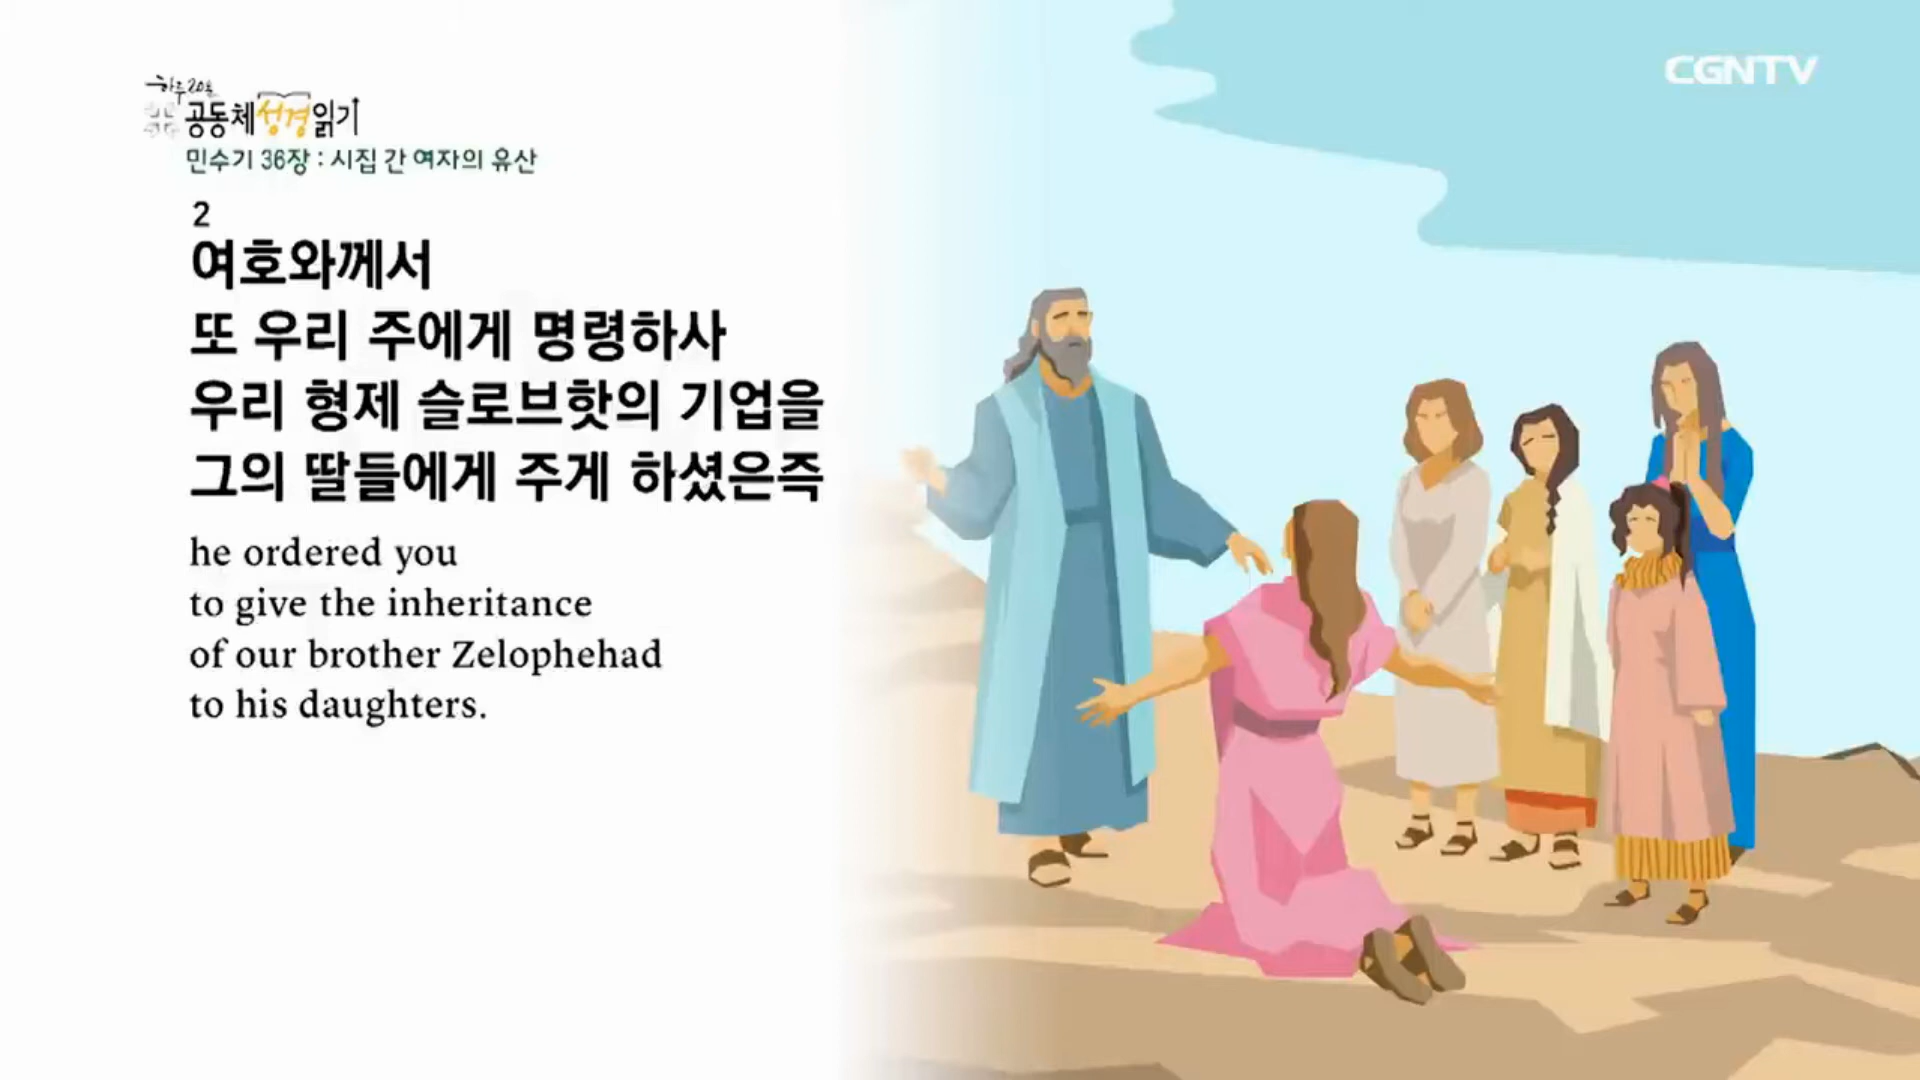 하루 20분
공동체성경읽기
민수기 36장 : 시집 간 여자의 유산
2
여호와께서
또 우리 주에게 명령하사
우리 형제 슬로브핫의 기업을
그의 딸들에게 주게 하셨은즉
he ordered you
to give the inheritance
of our brother Zelophehad
to his daughters.
CGNTV